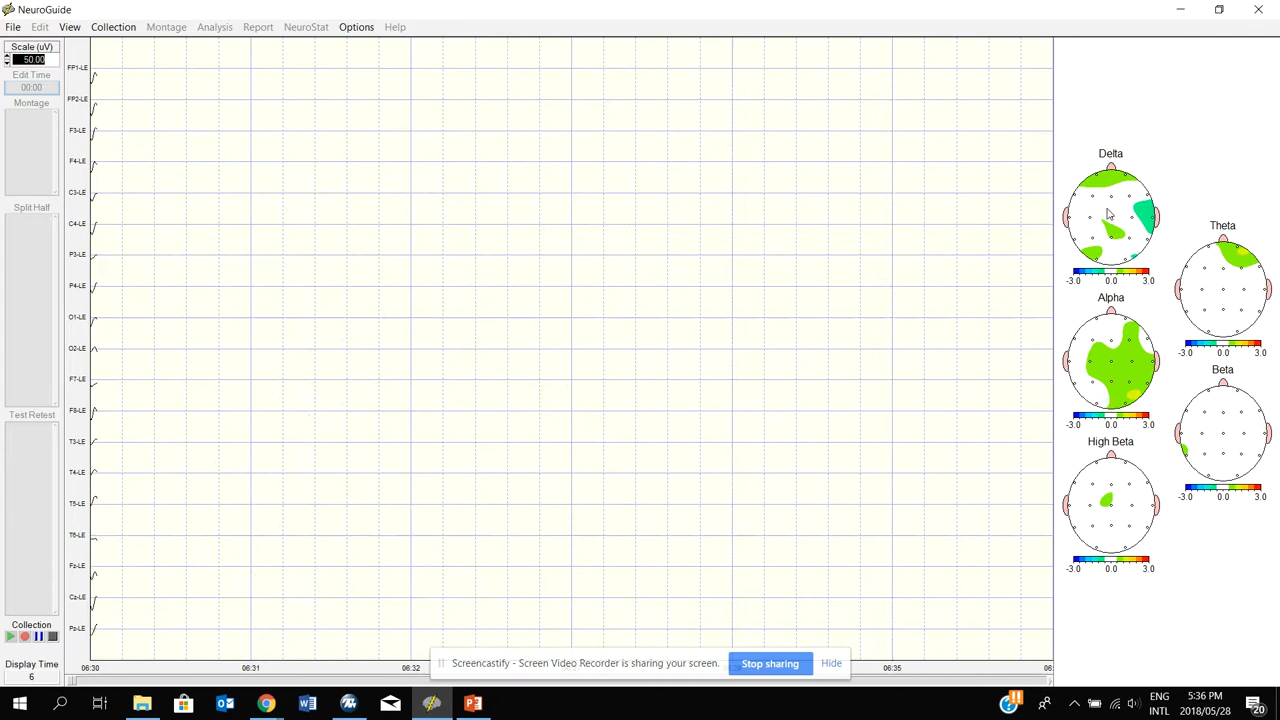 NeuroGuide
File Edit View Collection Montage Analysis Report NeuroStat Options Help
Scale (uV)
50.00
Edit Time
00:00
Montage
Split Half
Test Retest
Collection
Display Time
6
FP1-LE
FP2-LE
F3-LE
F4-LE
C3-LE
C4-LE
P3-LE
P4-LE
O1-LE
O2-LE
F7-LE
F8-LE
T3-LE
T4-LE
T5-LE
T6-LE
Fz-LE
Cz-LE
Pz-LE
06:30 06:31 06:32 06:35
Delta
-3.0 0.0 3.0
Theta
-3.0 0.0 3.0
Alpha
-3.0 0.0 3.0
Beta
-3.0 0.0 3.0
High Beta
-3.0 0.0 3.0
Screencastify - Screen Video Recorder is sharing your screen. Stop sharing Hide
ENG
INTL
5:36 PM
2018/05/28
20